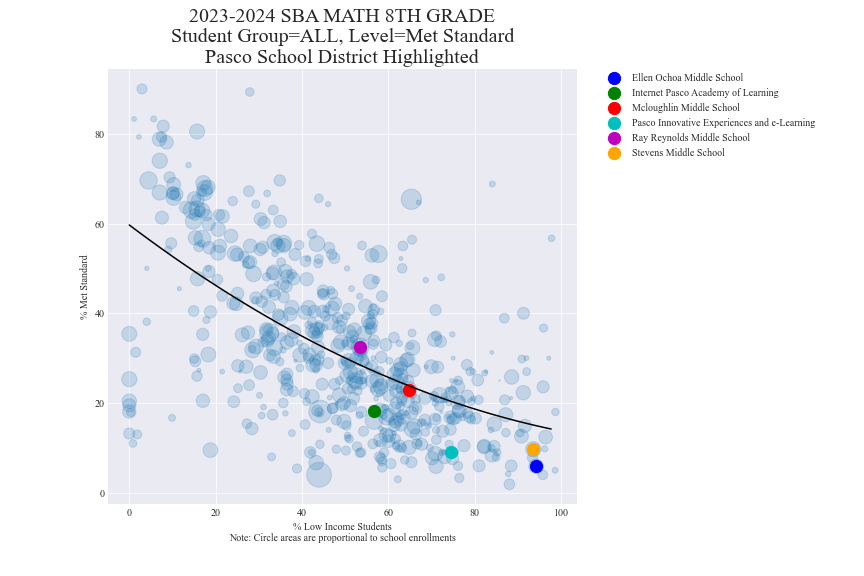 2023-2024 SBA MATH 8TH GRADE
Student Group=ALL, Level=Met Standard
Pasco School District Highlighted
Ellen Ochoa Middle School
Internet Pasco Academy of Learning
Mcloughlin Middle School
Pasco Innovative Experiences and e-Learning
Ray Reynolds Middle School
Stevens Middle School
% Met Standard
80
60
40
20
0
0 20 40 60 80 100
% Low Income Students
Note: Circle areas are proportional to school enrollments